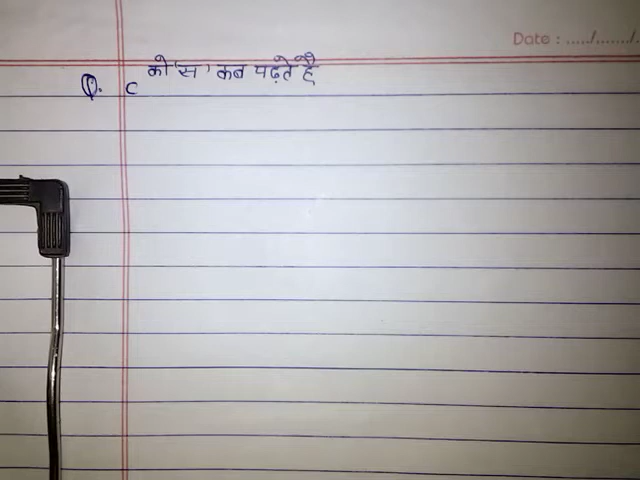 Date : ...../......./.
Q. C को 'स' कब पढ़ते है